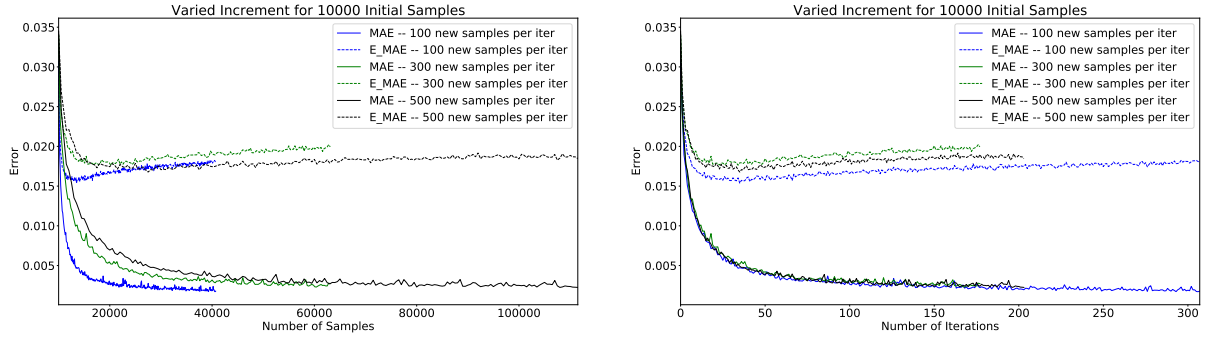 Varied Increment for 10000 Initial Samples
0.035
0.030
0.025
0.020
0.015
0.010
0.005
Error
MAE -- 100 new samples per iter
E_MAE -- 100 new samples per iter
MAE -- 300 new samples per iter
E_MAE -- 300 new samples per iter
MAE -- 500 new samples per iter
E_MAE -- 500 new samples per iter
20000 40000 60000 80000 100000
Number of Samples
Varied Increment for 10000 Initial Samples
0.035
0.030
0.025
0.020
0.015
0.010
0.005
Error
MAE -- 100 new samples per iter
E_MAE -- 100 new samples per iter
MAE -- 300 new samples per iter
E_MAE -- 300 new samples per iter
MAE -- 500 new samples per iter
E_MAE -- 500 new samples per iter
0 50 100 150 200 250 300
Number of Iterations